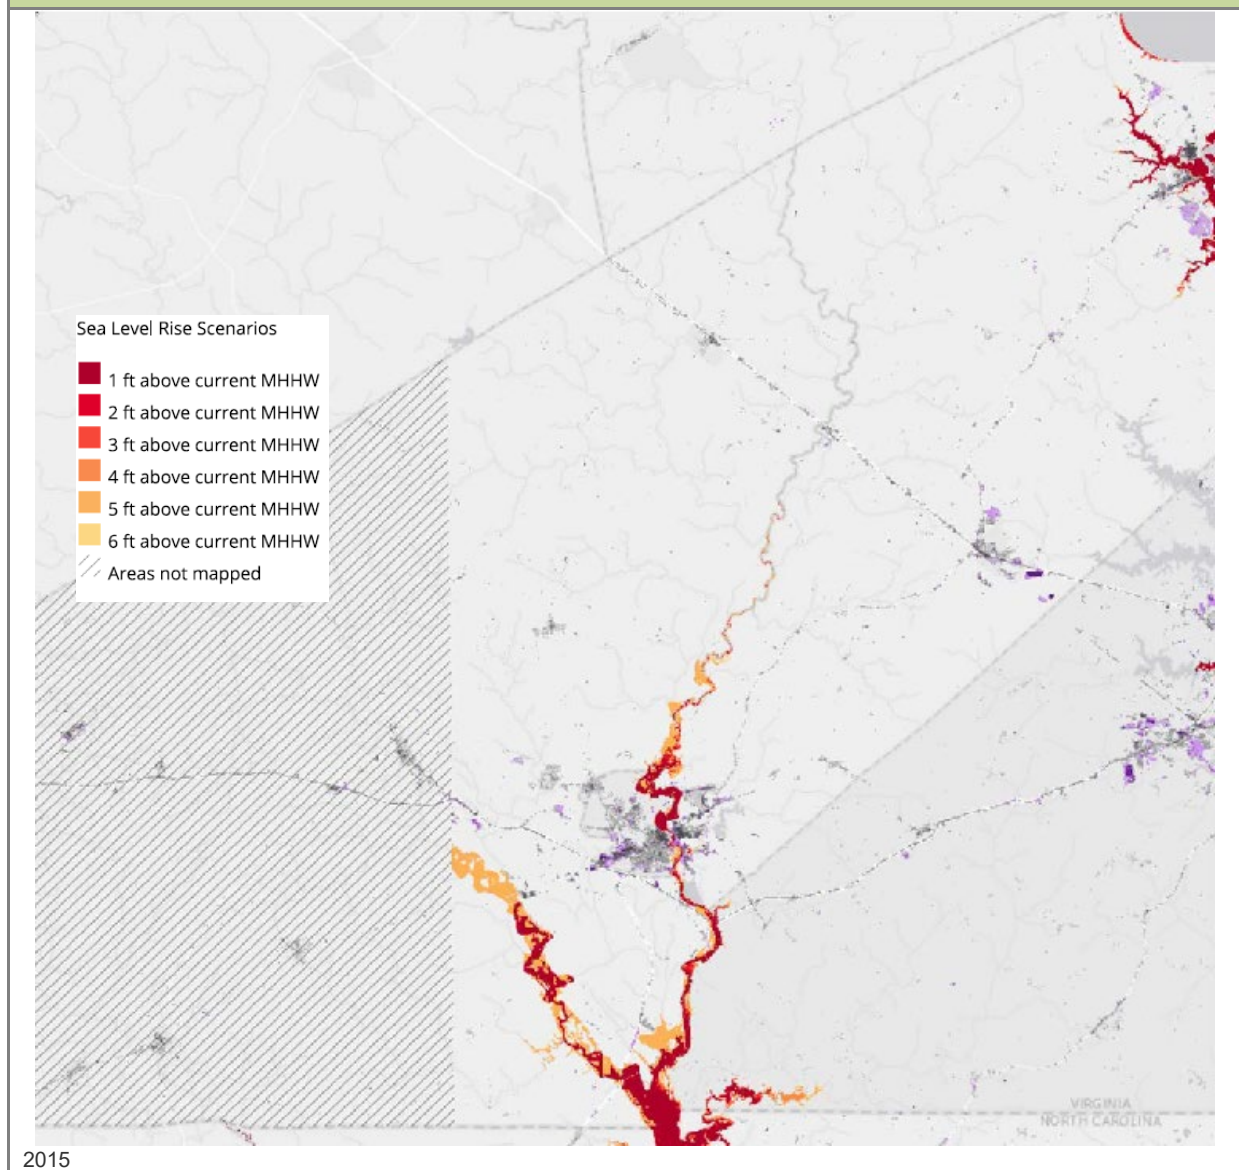 Sea Level Rise Scenarios
1 ft above current MHHW
2 ft above current MHHW
3 ft above current MHHW
4 ft above current MHHW
5 ft above current MHHW
6 ft above current MHHW
Areas not mapped
VIRGINIA
NORTH CAROLINA
2015